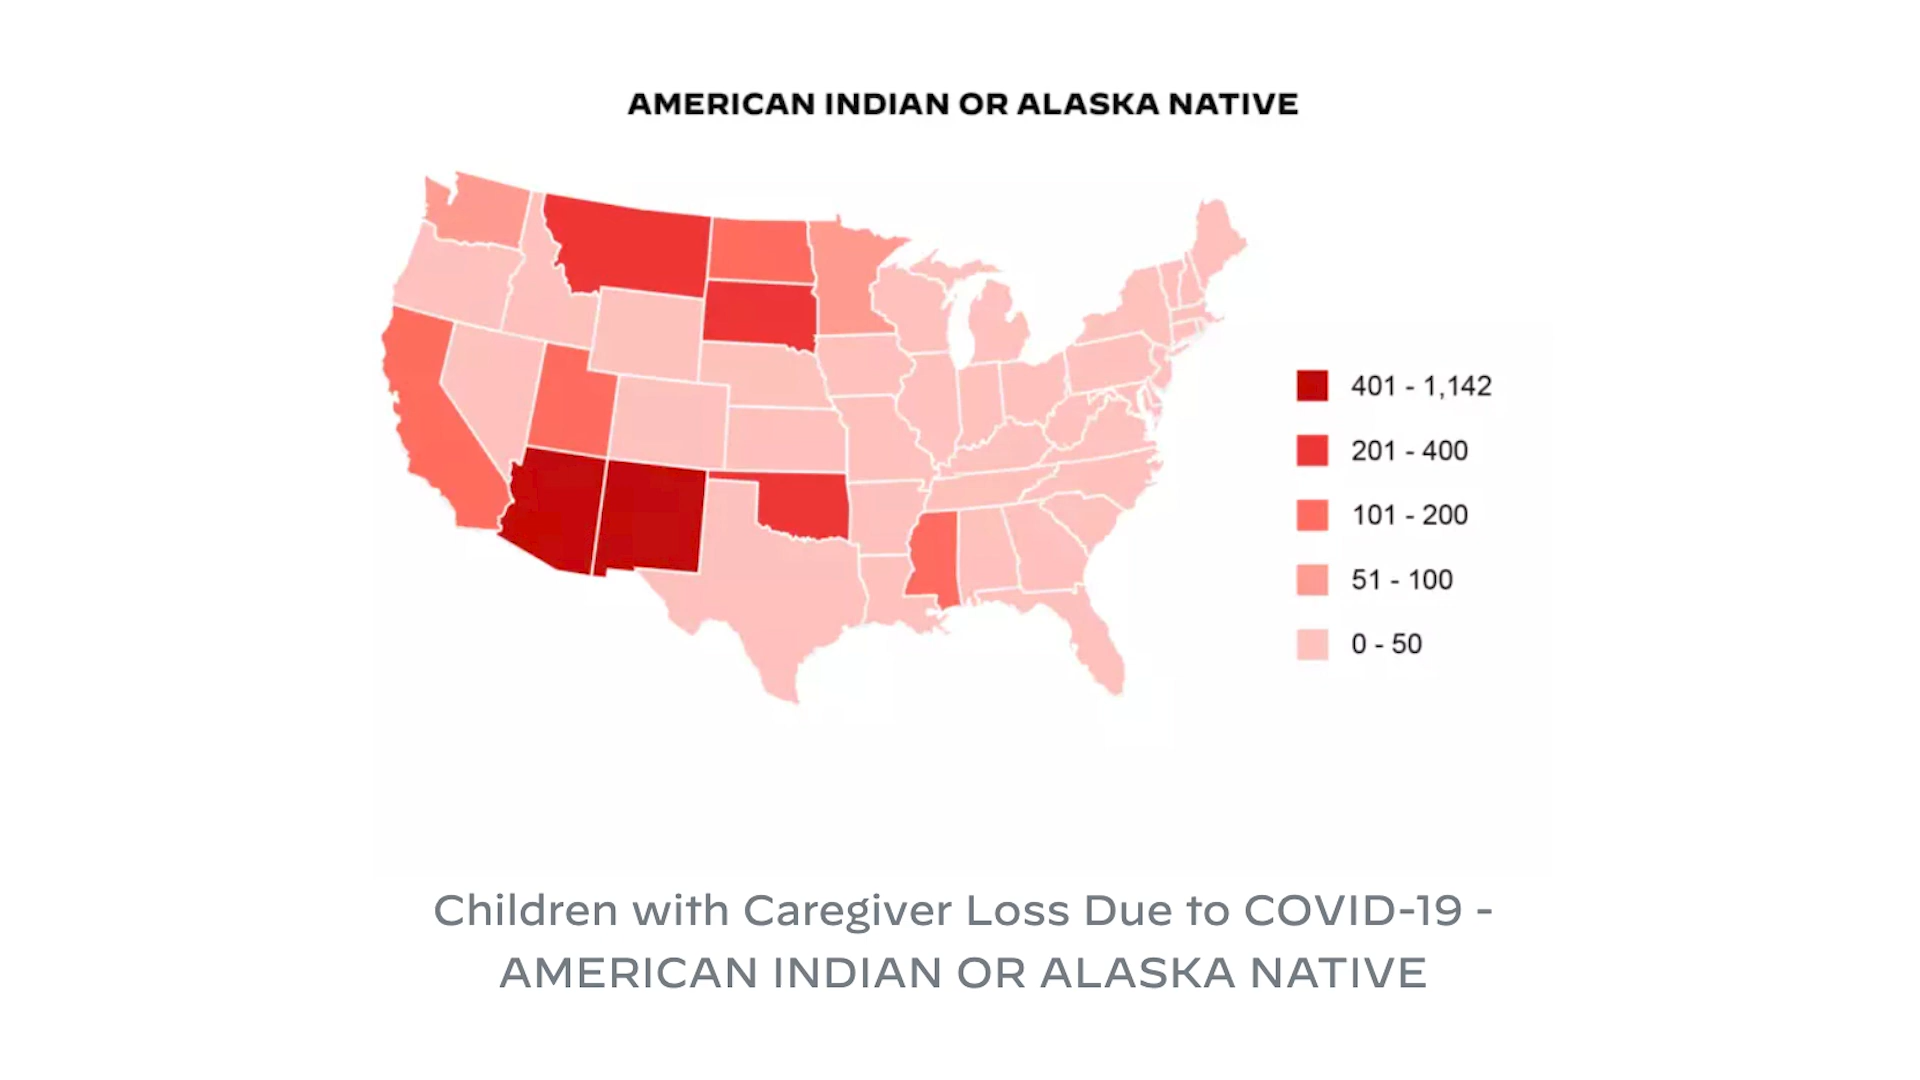 AMERICAN INDIAN OR ALASKA NATIVE
401 - 1,142
201 - 400
101 - 200
51 - 100
0 - 50
Children with Caregiver Loss Due to COVID-19 -
AMERICAN INDIAN OR ALASKA NATIVE